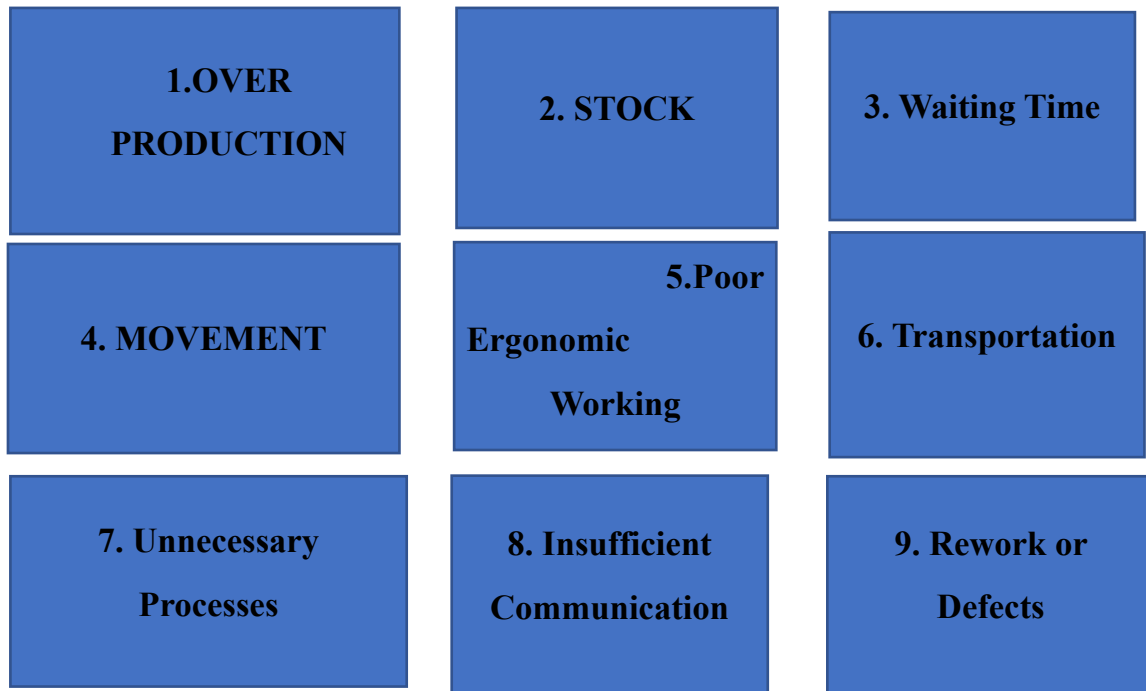 1.OVER
PRODUCTION
2. STOCK
3. Waiting Time
4. MOVEMENT
5.Poor
Ergonomic
Working
6. Transportation
7. Unnecessary
Processes
8. Insufficient
Communication
9. Rework or
Defects